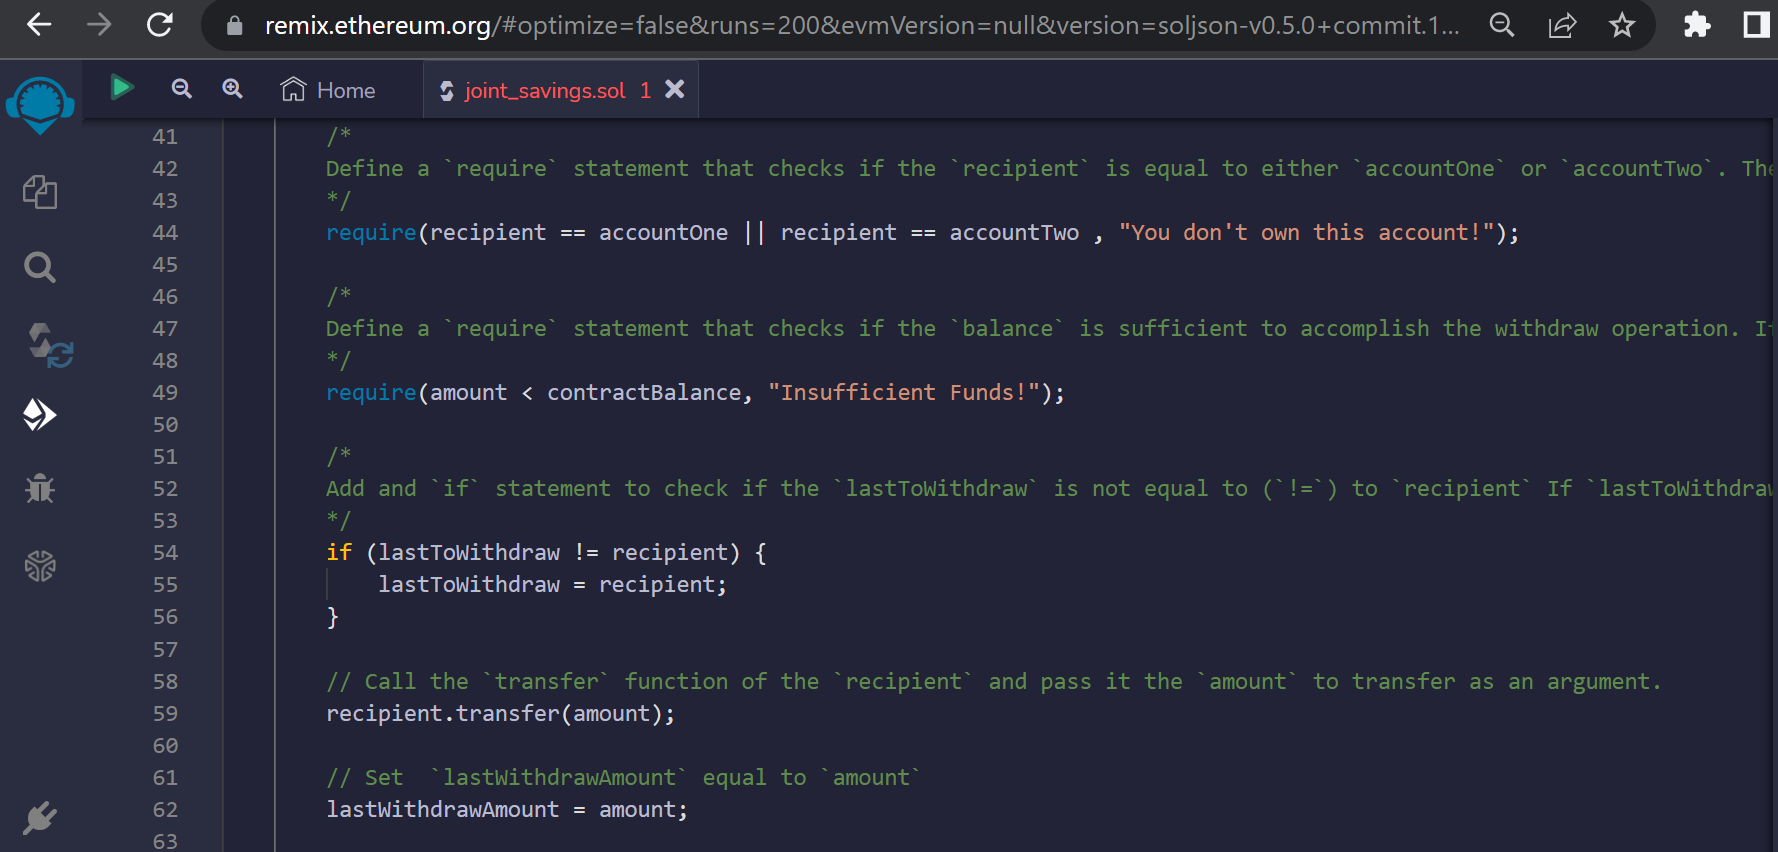 remix.ethereum.org/#optimize=false&runs=200&evmVersion=null&version=soljson-v0.5.0+commit.1...
Home joint_savings.sol 1
41 /*
42 Define a `require` statement that checks if the `recipient` is equal to either `accountOne` or `accountTwo`. The
43 */
44 require(recipient == accountOne || recipient == accountTwo , "You don't own this account!");
45
46 /*
47 Define a `require` statement that checks if the `balance` is sufficient to accomplish the withdraw operation. If
48 */
49 require(amount < contractBalance, "Insufficient Funds!");
50
51 /*
52 Add and `if` statement to check if the `lastToWithdraw` is not equal to (`!=`) to `recipient` If `lastToWithdraw
53 */
54 if (lastToWithdraw != recipient) {
55 lastToWithdraw = recipient;
56 }
57
58 // Call the `transfer` function of the `recipient` and pass it the `amount` to transfer as an argument.
59 recipient.transfer(amount);
60
61 // Set  `lastWithdrawAmount` equal to `amount`
62 lastWithdrawAmount = amount;
63